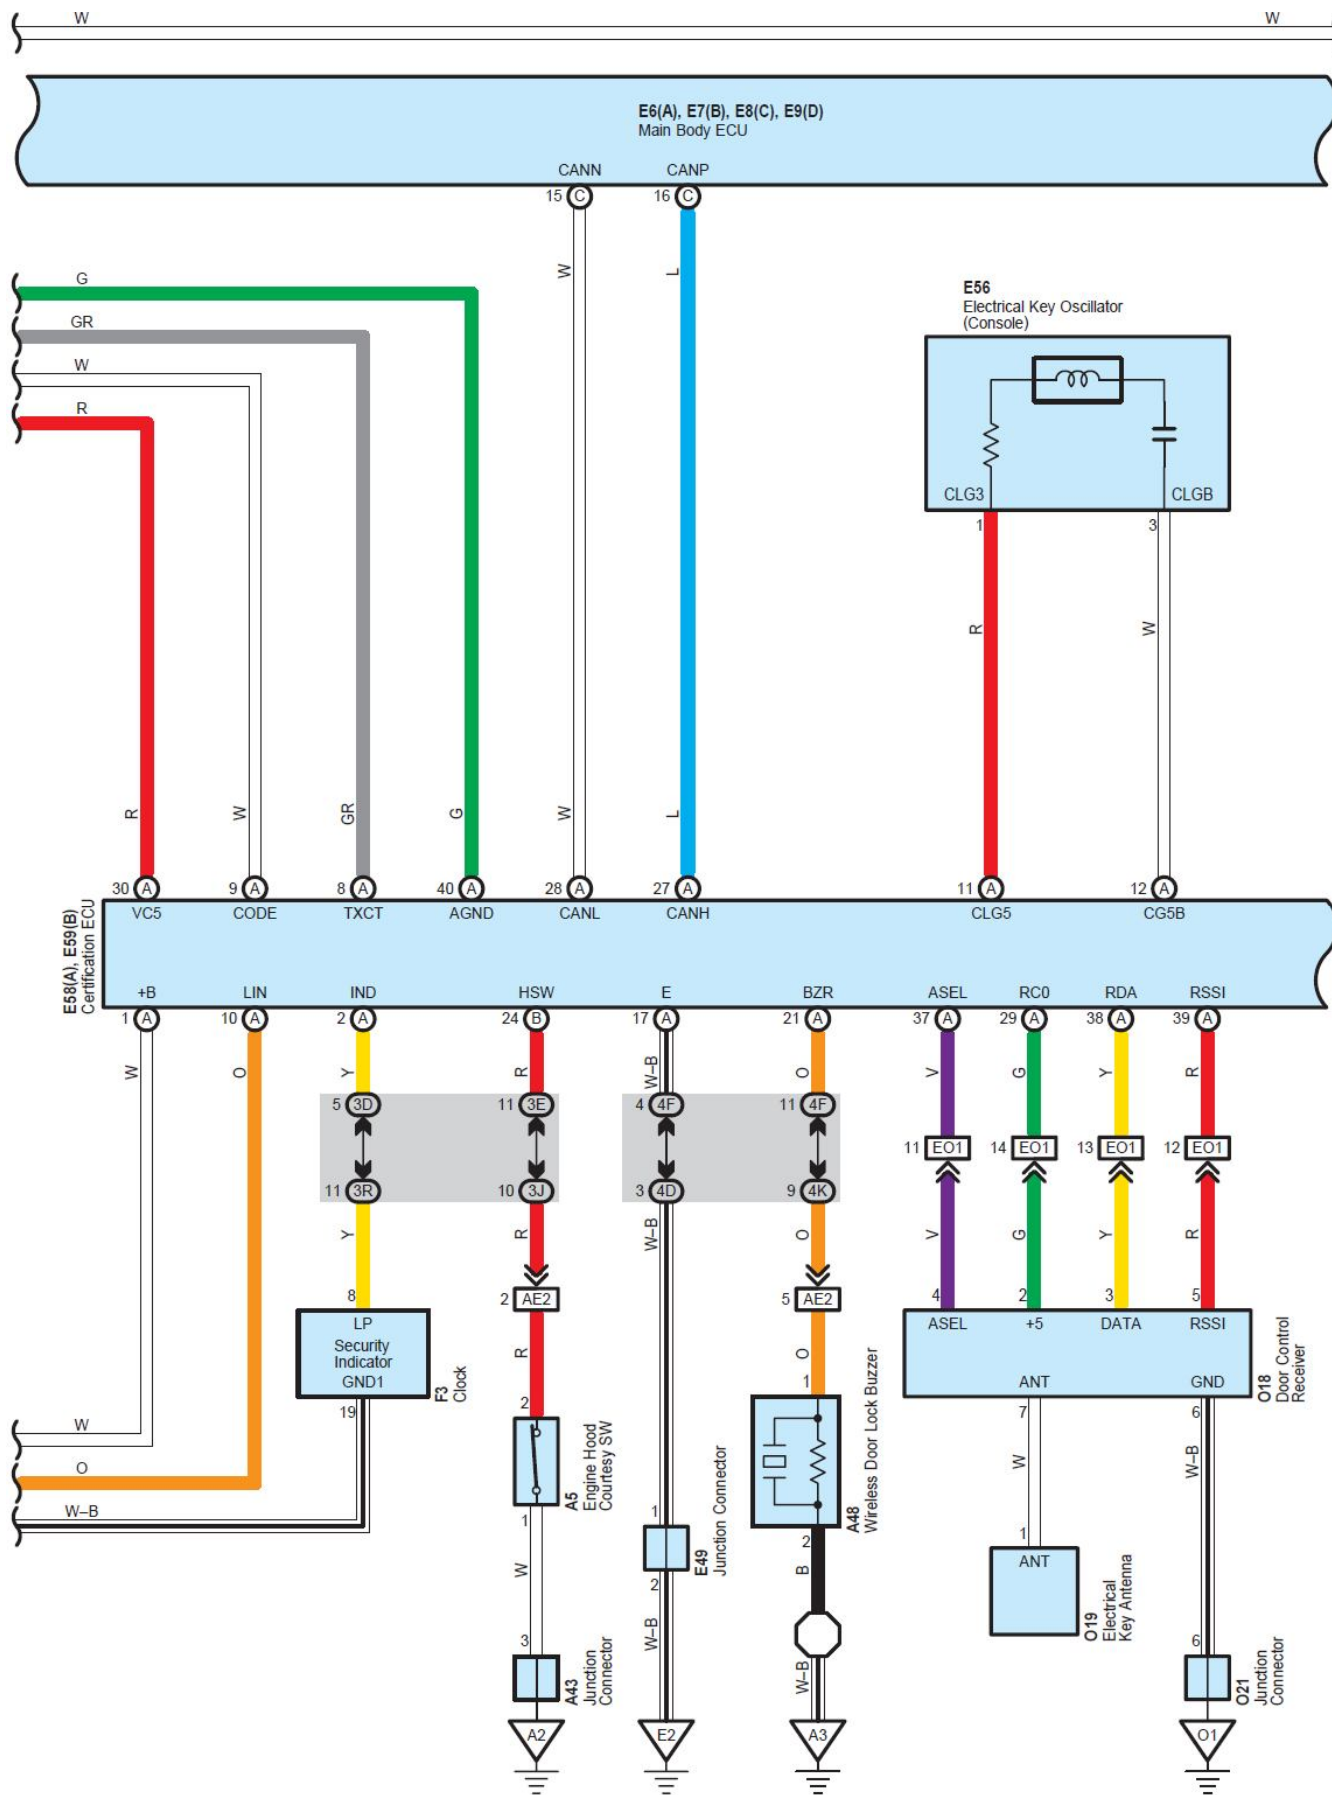 W W
E6(A), E7(B), E8(C), E9(D)
Main Body ECU
CANN CANP
15 C 16 C
W L
G
GR
W
R
E56
Electrical Key Oscillator
(Console)
CLG3 CLGB
1 3
R W
R W GR G W L
30 A 9 A 8 A 40 A 28 A 27 A 11 A 12 A
VC5 CODE TXCT AGND CANL CANH CLG5 CG5B
E58(A), E59(B)
Certification ECU
+B LIN IND HSW E BZR ASEL RC0 RDA RSSI
1 A 10 A 2 A 24 B 17 A 21 A 37 A 29 A 38 A 39 A
W O Y R W–B O V G Y R
5 3D 11 3E 4 4F 11 4F
11 EO1 14 EO1 13 EO1 12 EO1
11 3R 10 3J 3 4D 9 4K
Y R W–B O V G Y R
8 2 AE2 5 AE2 4 2 3 5
LP
Security
Indicator
GND1
F3
Clock
19
ASEL +5 DATA RSSI
ANT GND
O18
Door Control
Receiver
R O
2 1 7 6
A5
Engine Hood
Courtesy SW
A48
Wireless Door Lock Buzzer
W
O
W–B
1 1 2
W B W W–B
E49
Junction Connector
2
W–B
1
ANT
O19
Electrical
Key Antenna
3
A43
Junction
Connector
W–B
6
O21
Junction
Connector
A2 E2 A3 O1